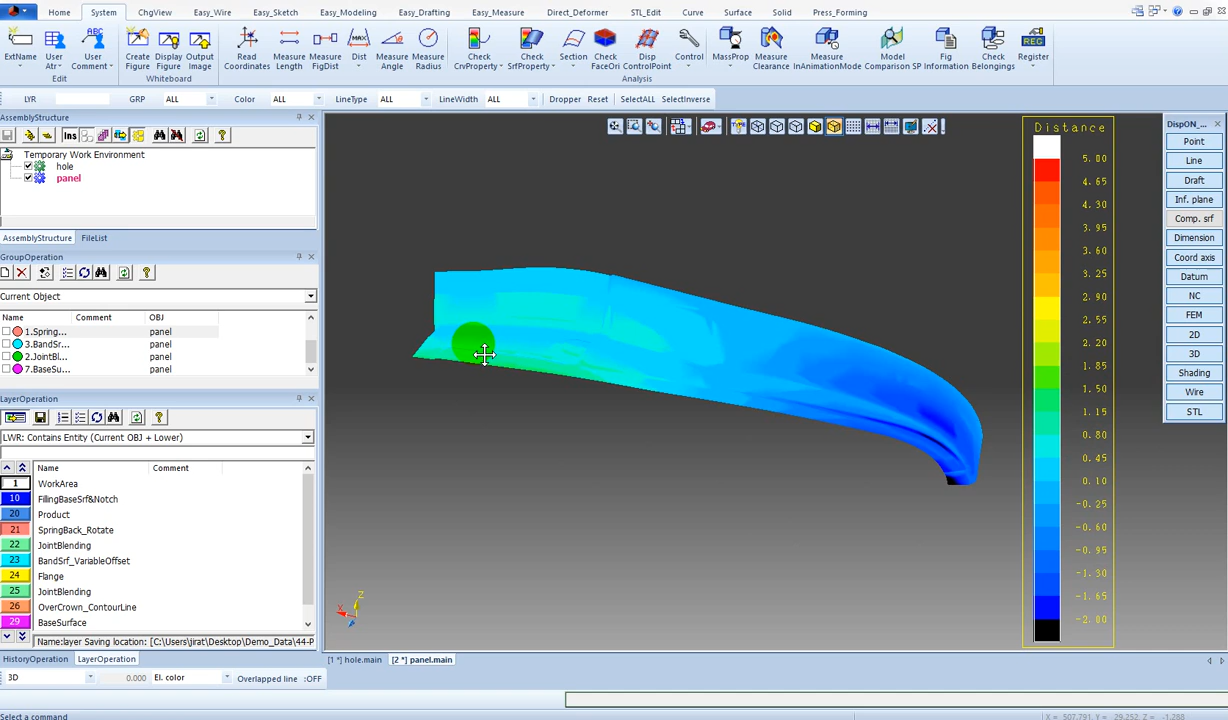 Home System ChgView Easy_Wire Easy_Sketch Easy_Modeling Easy_Drafting Easy_Measure Direct_Deformer STL_Edit Curve Surface Solid Press_Forming
ExtName User Attr User Comment Create Figure Display Figure Output Image Read Coordinates Measure Length Measure FigDist Dist Measure Angle Measure Radius Check CrvProperty Check SrfProperty Section Check FaceOri Disp ControlPoint Control MassProp Measure Clearance Measure InAnimationMode Model Comparison SP Fig Information Check Belongings Register
Edit Whiteboard Analysis
LYR GRP ALL Color ALL LineType ALL LineWidth ALL Dropper Reset SelectALL SelectInverse
AssemblyStructure
Ins
Temporary Work Environment
hole
panel
AssemblyStructure FileList
GroupOperation
Current Object
Name Comment OBJ
1.Spring... panel
3.BandSr... panel
2.JointBl... panel
7.BaseSu... panel
LayerOperation
LWR: Contains Entity (Current OBJ + Lower)
Name Comment
1 WorkArea
10 FillingBaseSrf&Notch
20 Product
21 SpringBack_Rotate
22 JointBlending
23 BandSrf_VariableOffset
24 Flange
25 JointBlending
26 OverCrown_ContourLine
29 BaseSurface
Name:layer Saving location: [C:\Users\jirat\Desktop\Demo_Data\44-P
HistoryOperation LayerOperation
3D 0.000 El. color Overlapped line :OFF
Select a command
[1 *] hole.main [2 *] panel.main
X = 507.791, Y = 29.252, Z = -1.288
X
Z
Distance
5.00
4.65
4.30
3.95
3.60
3.25
2.90
2.55
2.20
1.85
1.50
1.15
0.80
0.45
0.10
-0.60
-0.95
-1.30
-1.65
-2.00
DispON_...
Point
Line
Draft
Inf. plane
Comp. srf
Dimension
Coord axis
Datum
NC
FEM
2D
3D
Shading
Wire
STL